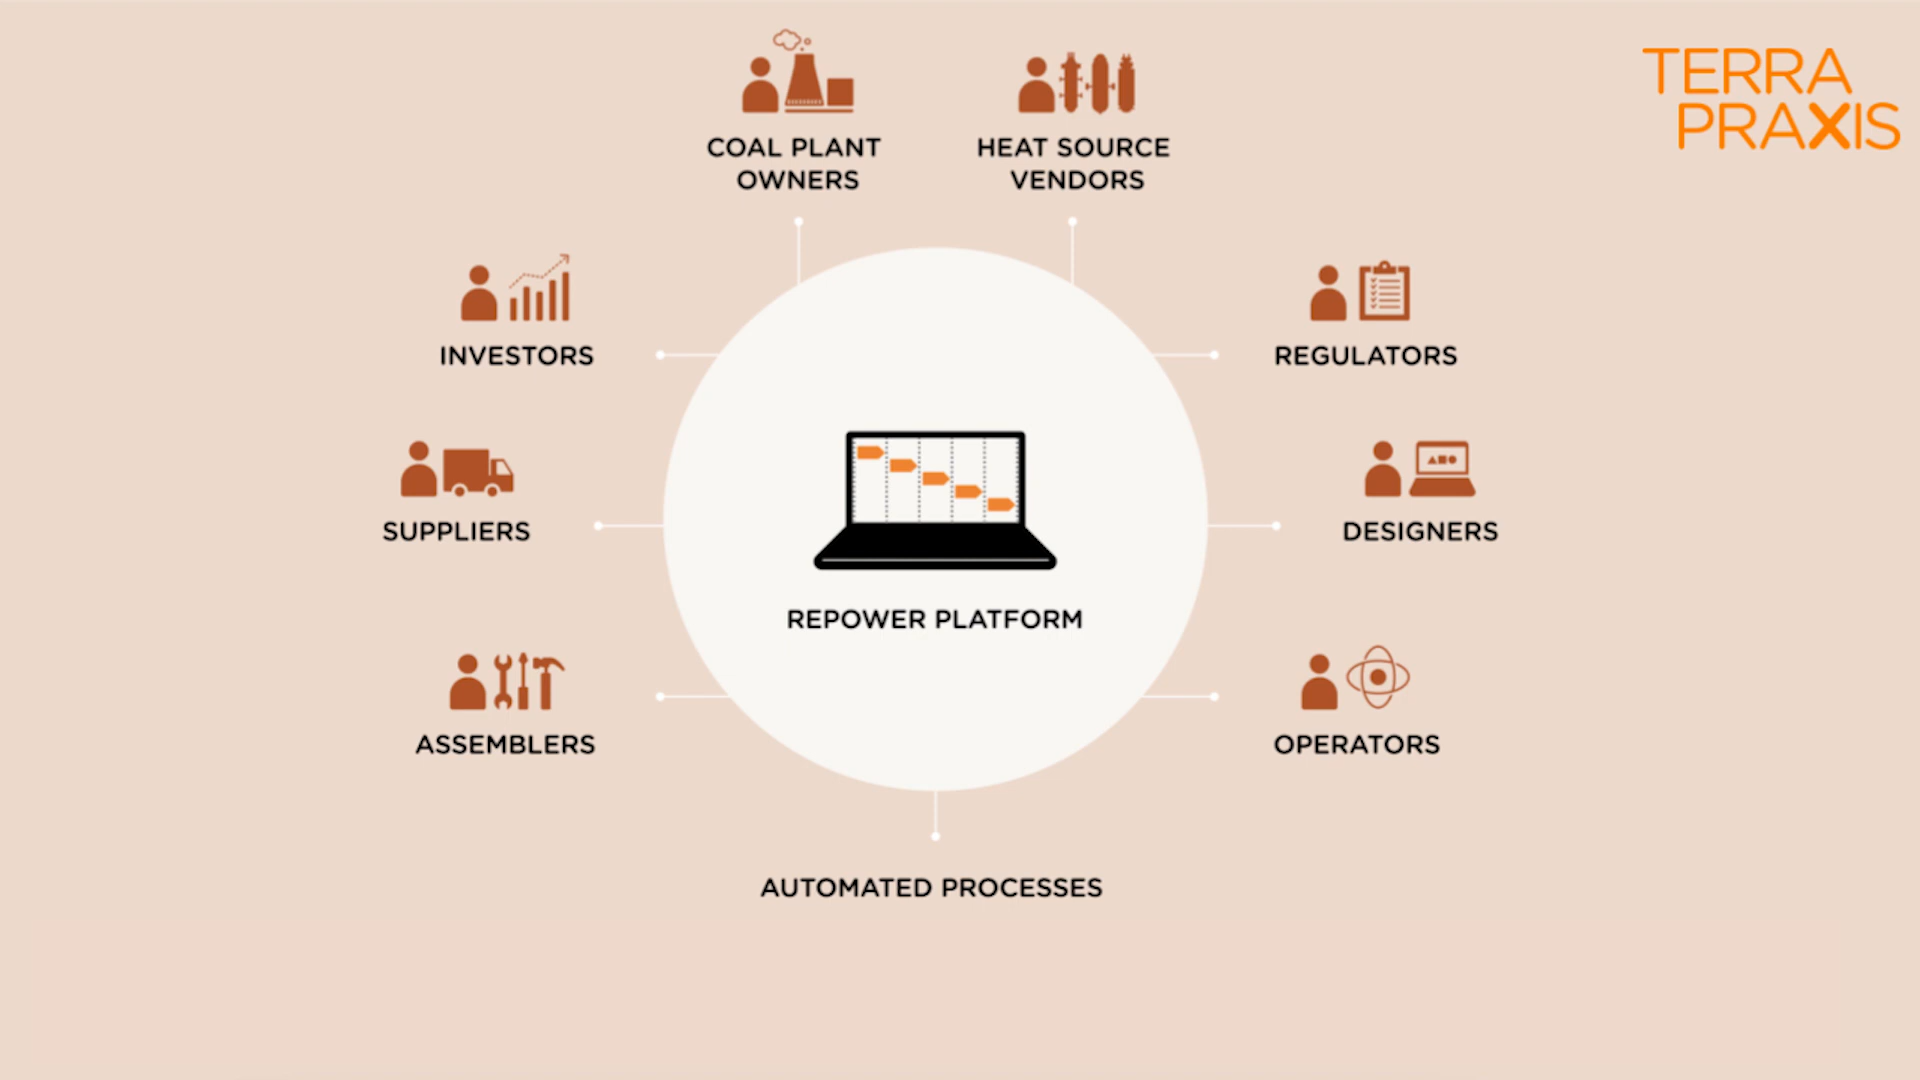 TERRA
PRAXIS
COAL PLANT
OWNERS
HEAT SOURCE
VENDORS
INVESTORS
REGULATORS
SUPPLIERS
DESIGNERS
REPOWER PLATFORM
ASSEMBLERS
OPERATORS
AUTOMATED PROCESSES